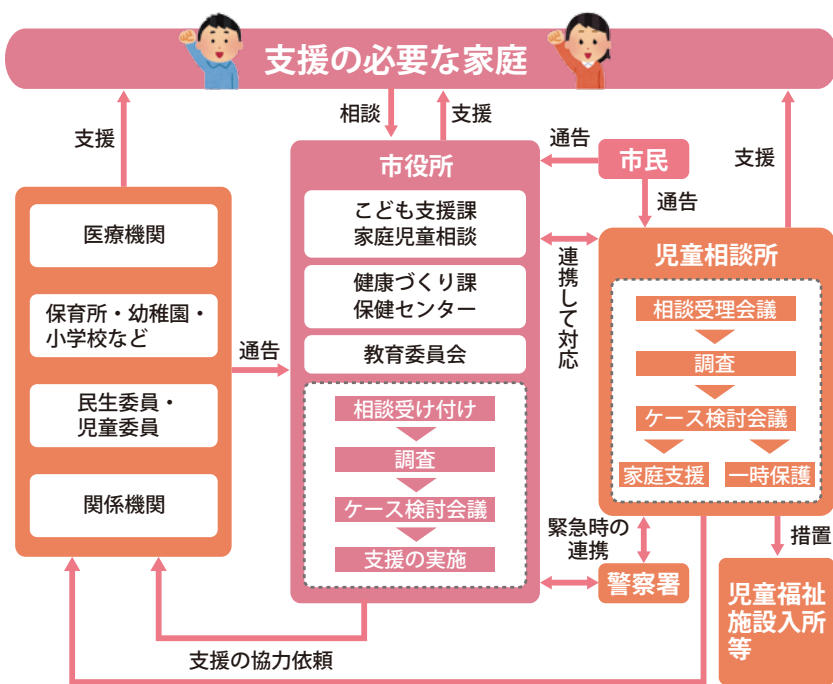 支援の必要な家庭
支援
相談
支援
通告
市民
支援
通告
医療機関
保育所・幼稚園・
小学校など
民生委員・
児童委員
関係機関
通告
市役所
こども支援課
家庭児童相談
健康づくり課
保健センター
教育委員会
相談受け付け
調査
ケース検討会議
支援の実施
連携して対応
児童相談所
相談受理会議
調査
ケース検討会議
家庭支援
一時保護
緊急時の
連携
警察署
措置
児童福祉
施設入所
等
支援の協力依頼